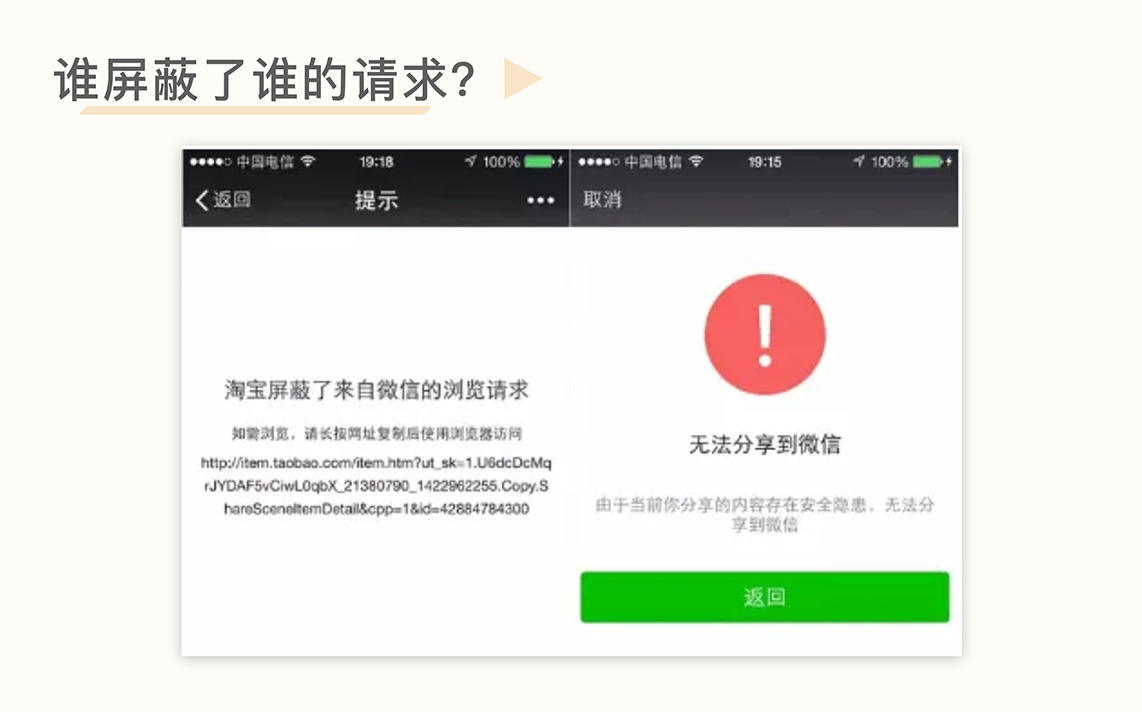 谁屏蔽了谁的请求?
中国电信 19:18 100%
返回 提示
淘宝屏蔽了来自微信的浏览请求
如需浏览，请长按网址复制后使用浏览器访问
http://item.taobao.com/item.htm?ut_sk=1.U6dcDcMq
rJYDAF5vCiwL0qbX_21380790_1422962255.Copy.S
hareSceneItemDetail&cpp=1&id=42884784300
中国电信 19:15 100%
取消
无法分享到微信
由于当前你分享的内容存在安全隐患，无法分
享到微信
返回